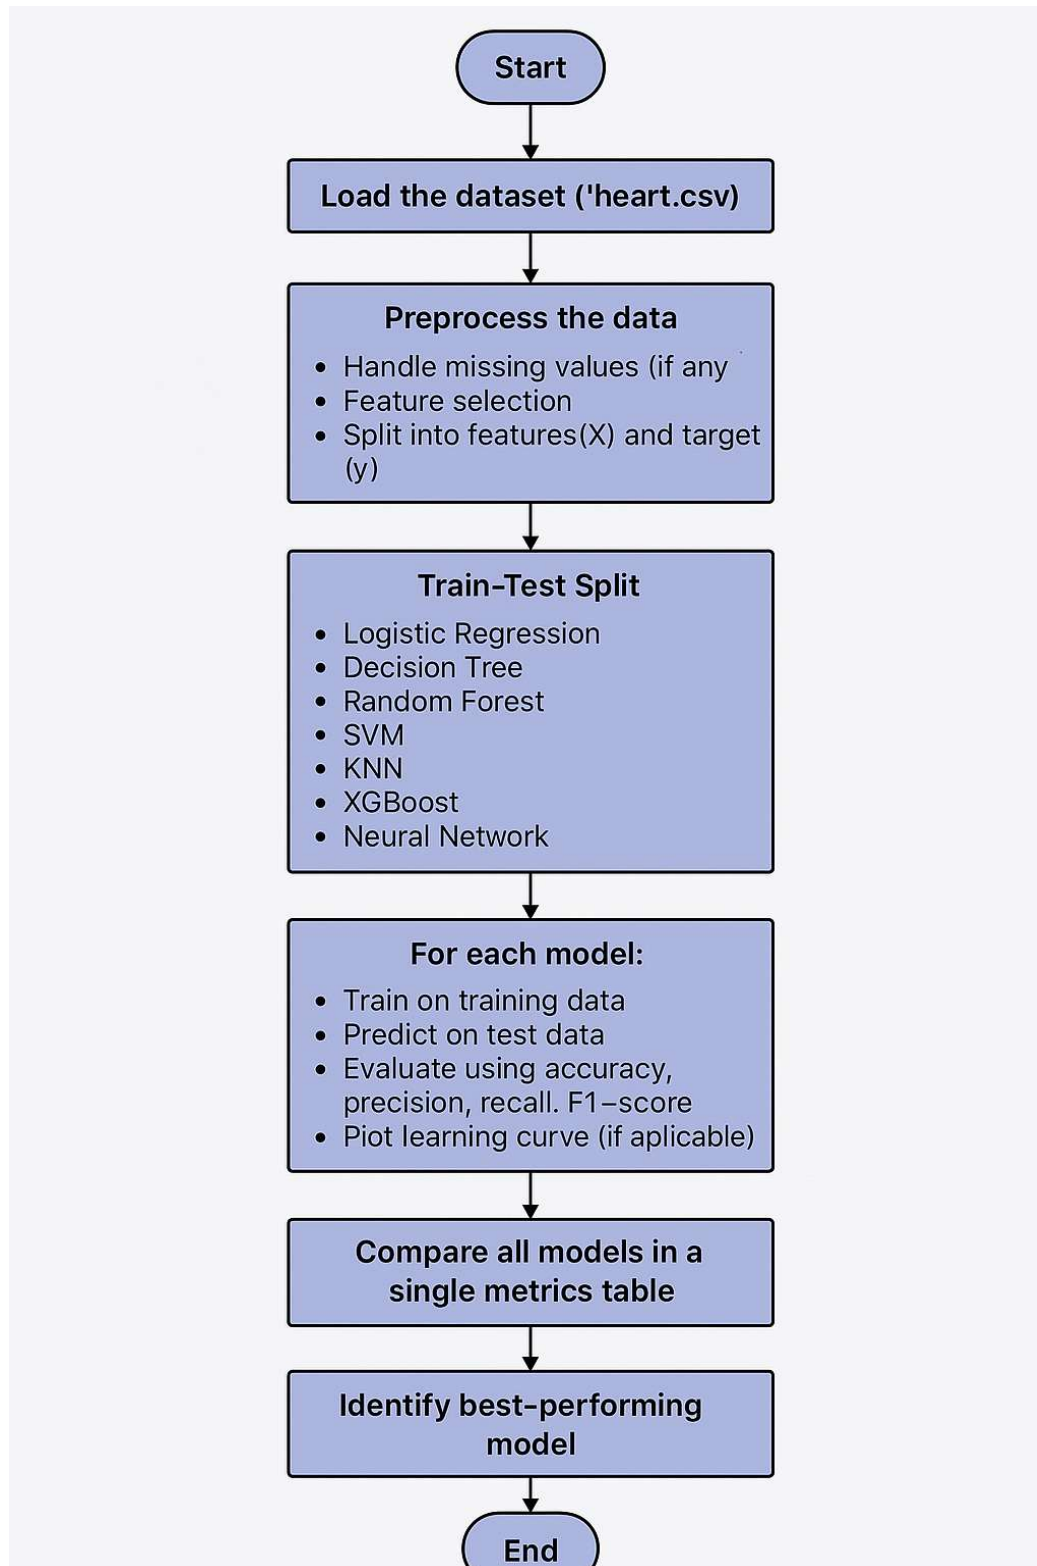 Start
Load the dataset ('heart.csv)
Preprocess the data
• Handle missing values (if any
• Feature selection
• Split into features(X) and target
(y)
Train-Test Split
• Logistic Regression
• Decision Tree
• Random Forest
• SVM
• KNN
• XGBoost
• Neural Network
For each model:
• Train on training data
• Predict on test data
• Evaluate using accuracy,
precision, recall. F1-score
• Piot learning curve (if aplicable)
Compare all models in a
single metrics table
Identify best-performing
model
End